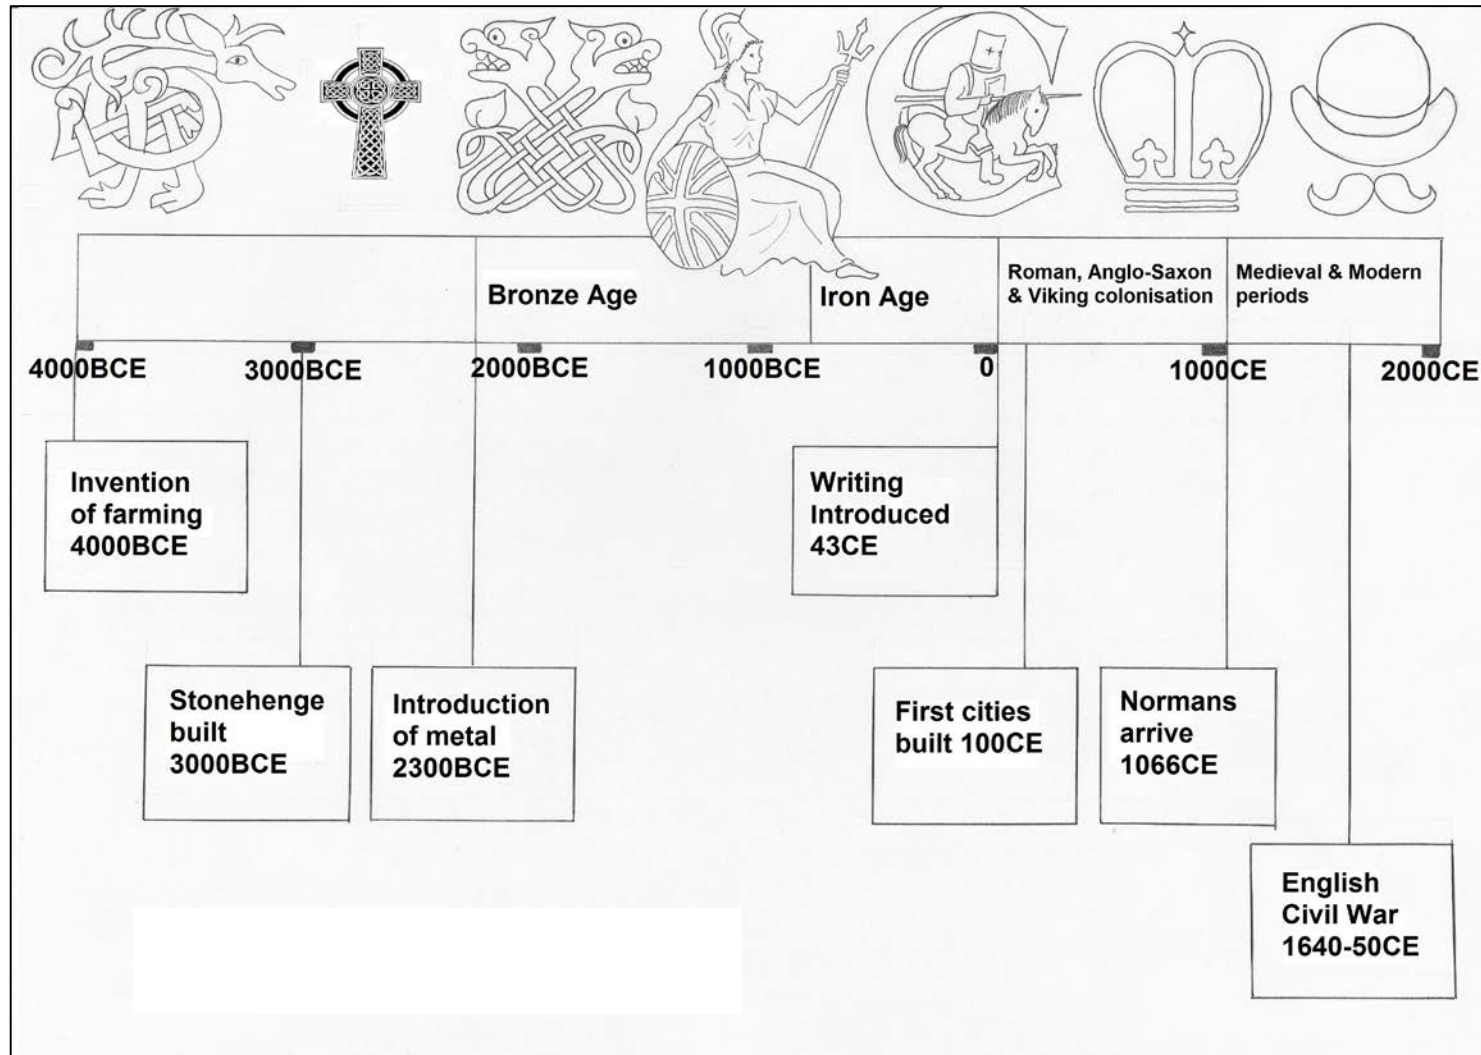 Bronze Age
Iron Age
Roman, Anglo-Saxon
& Viking colonisation
Medieval & Modern
periods
4000BCE
3000BCE
2000BCE
1000BCE
0
1000CE
2000CE
Invention
of farming
4000BCE
Writing
Introduced
43CE
Stonehenge
built
3000BCE
Introduction
of metal
2300BCE
First cities
built 100CE
Normans
arrive
1066CE
English
Civil War
1640-50CE